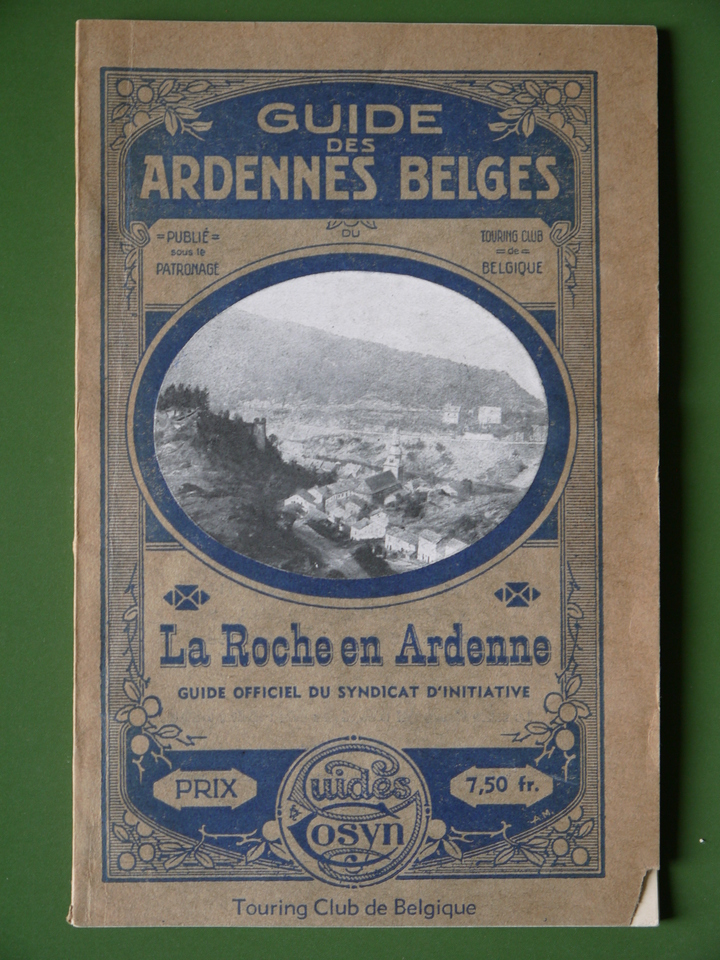 GUIDE
DES
ARDENNES BELGES
=PUBLIÉ=
sous le
PATRONAGE
DU
TOURING CLUB
=de=
BELGIQUE
La Roche en Ardenne
GUIDE OFFICIEL DU SYNDICAT D'INITIATIVE
PRIX
Guides
Cosyn
7,50 fr.
A.M.
Touring Club de Belgique